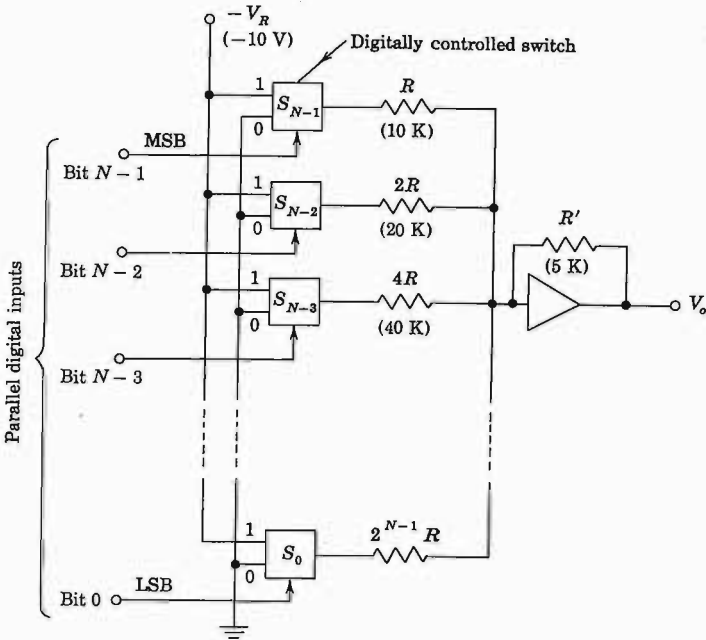 −V_R
(−10 V)
Digitally controlled switch
1
S_{N−1}
0
R
(10 K)
MSB
Bit N − 1
1
S_{N−2}
0
2R
(20 K)
Bit N − 2
R′
(5 K)
1
S_{N−3}
0
4R
(40 K)
V_o
Bit N − 3
Parallel digital inputs
1
S_0
0
2^{N−1} R
LSB
Bit 0